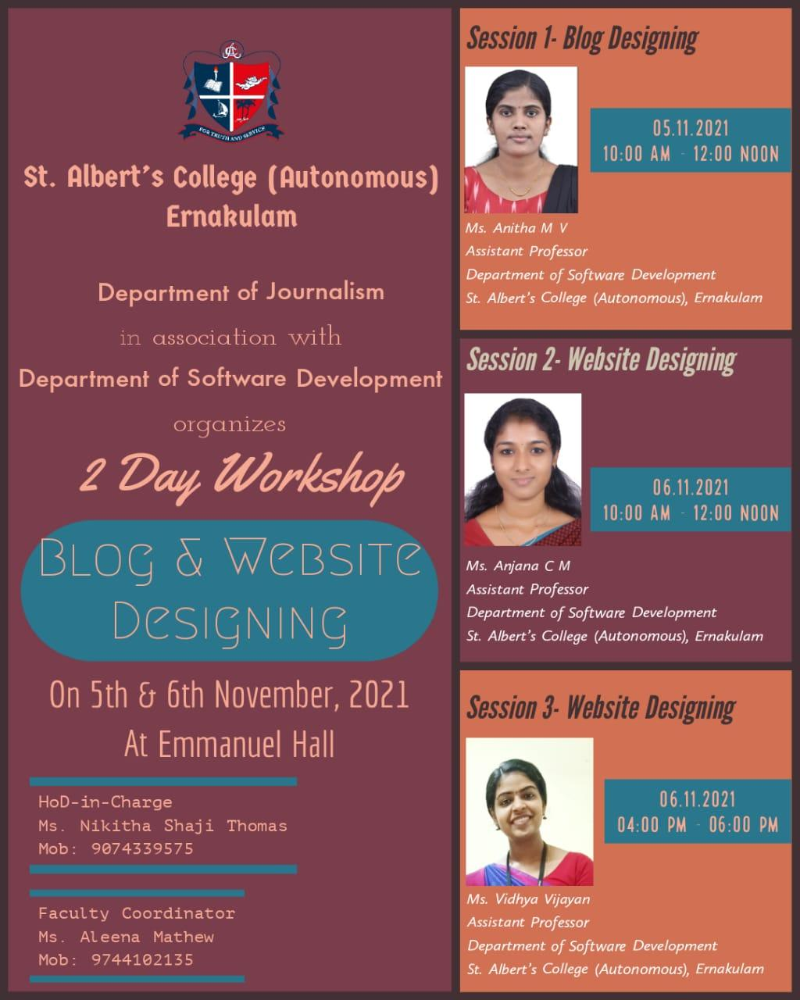 FOR TRUTH AND SERVICE
St. Albert's College (Autonomous)
Ernakulam
Department of Journalism
in association with
Department of Software Development
organizes
2 Day Workshop
Blog & Website
Designing
On 5th & 6th November, 2021
At Emmanuel Hall
HoD-in-Charge
Ms. Nikitha Shaji Thomas
Mob: 9074339575
Faculty Coordinator
Ms. Aleena Mathew
Mob: 9744102135
Session 1- Blog Designing
05.11.2021
10:00 AM - 12:00 NOON
Ms. Anitha M V
Assistant Professor
Department of Software Development
St. Albert's College (Autonomous), Ernakulam
Session 2- Website Designing
06.11.2021
10:00 AM - 12:00 NOON
Ms. Anjana C M
Assistant Professor
Department of Software Development
St. Albert's College (Autonomous), Ernakulam
Session 3- Website Designing
06.11.2021
04:00 PM - 06:00 PM
Ms. Vidhya Vijayan
Assistant Professor
Department of Software Development
St. Albert's College (Autonomous), Ernakulam